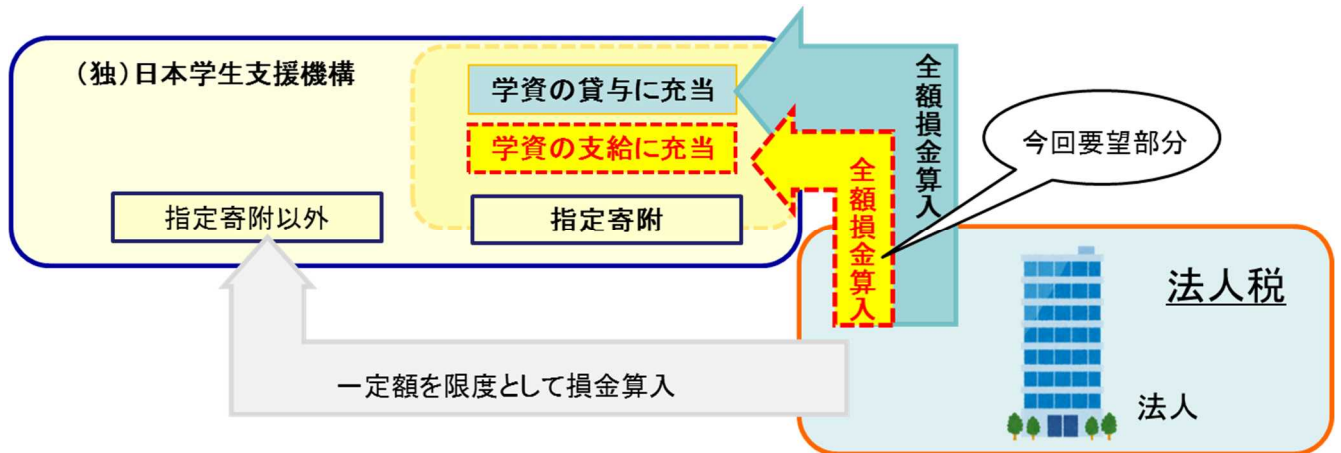 (独)日本学生支援機構
学資の貸与に充当
学資の支給に充当
指定寄附以外
指定寄附
全額損金算入
全額損金算入
今回要望部分
一定額を限度として損金算入
法人税
法人